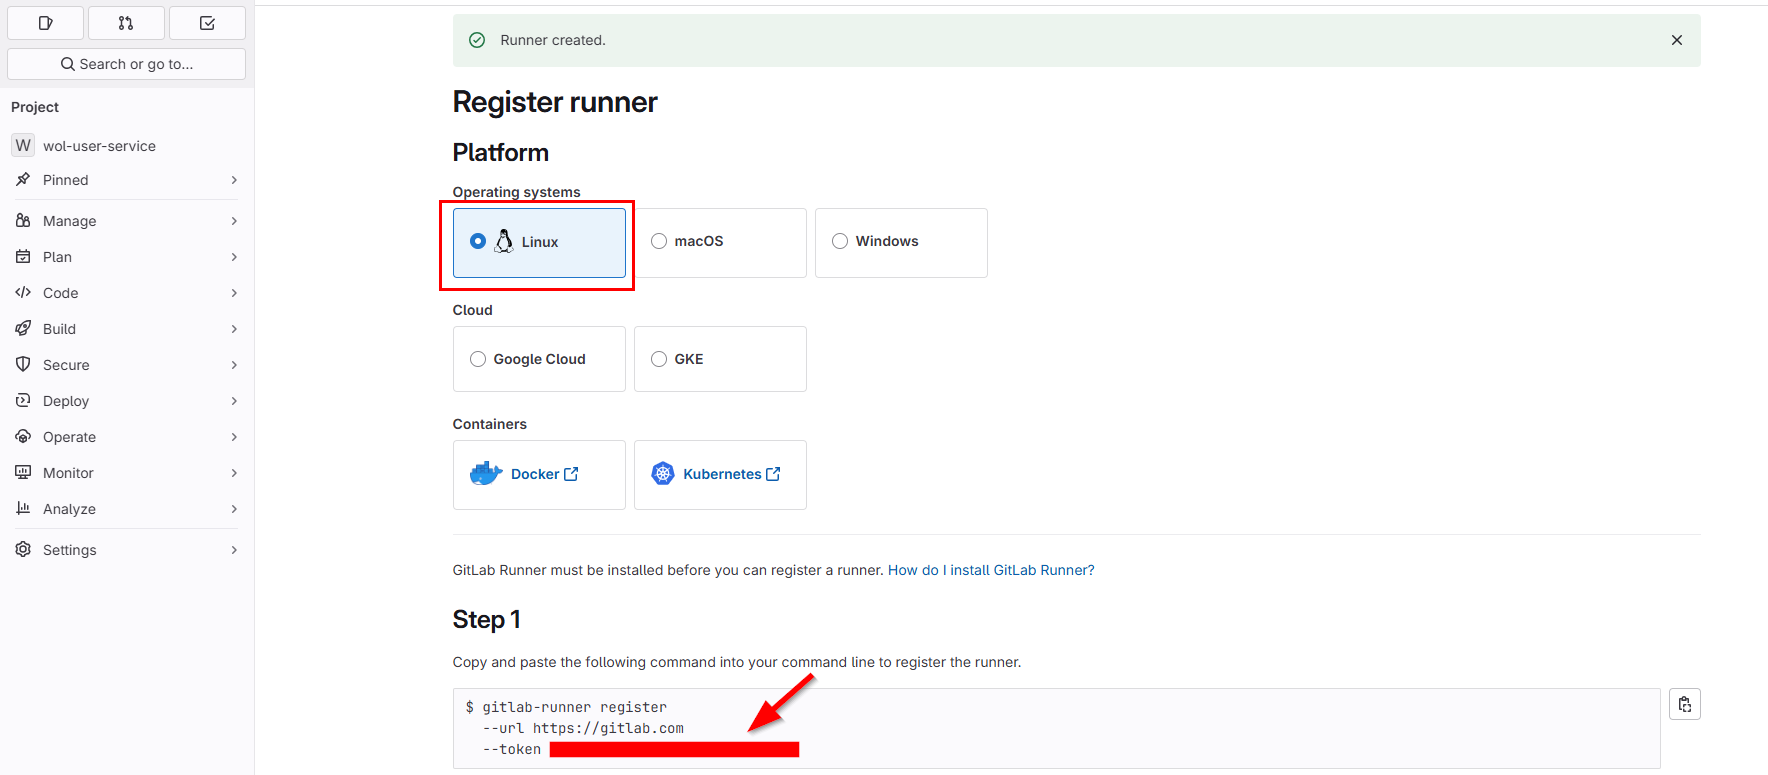 Search or go to...
Project
W wol-user-service
Pinned
Manage
Plan
Code
Build
Secure
Deploy
Operate
Monitor
Analyze
Settings
Runner created.
Register runner
Platform
Operating systems
Linux
macOS
Windows
Cloud
Google Cloud
GKE
Containers
Docker
Kubernetes
GitLab Runner must be installed before you can register a runner. How do I install GitLab Runner?
Step 1
Copy and paste the following command into your command line to register the runner.
$ gitlab-runner register
--url https://gitlab.com
--token